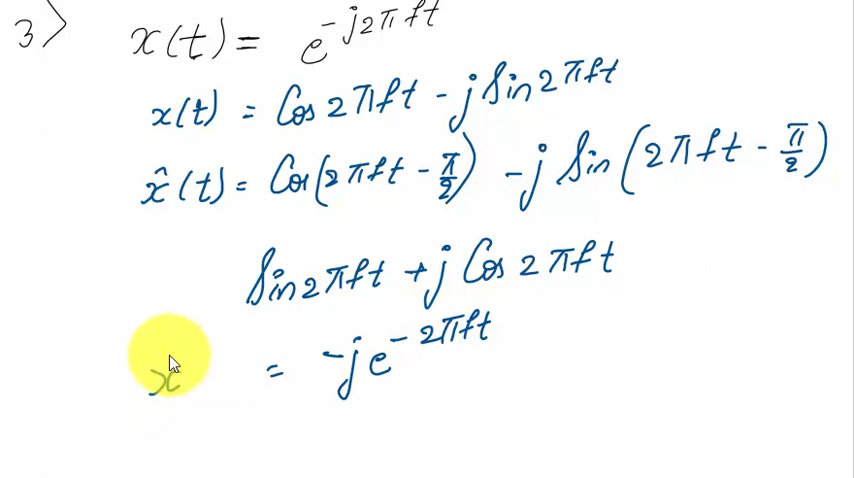 3> x(t) = e^{-j2πft}
x(t) = Cos 2πft - j Sin 2πft
x̂(t) = Cos(2πft - π/2) - j Sin(2πft - π/2)
Sin 2πft + j Cos 2πft
x = -j e^{-2πft}